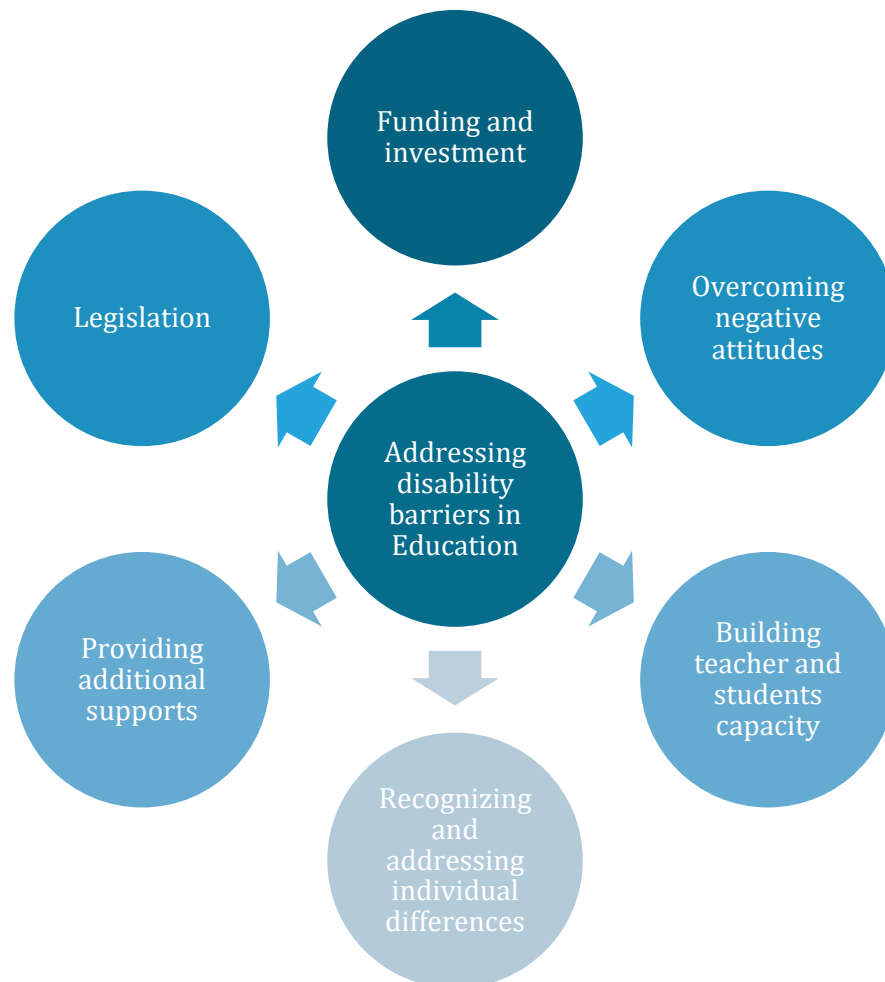 Funding and
investment
Overcoming
negative
attitudes
Building
teacher and
students
capacity
Recognizing
and
addressing
individual
differences
Providing
additional
supports
Legislation
Addressing
disability
barriers in
Education